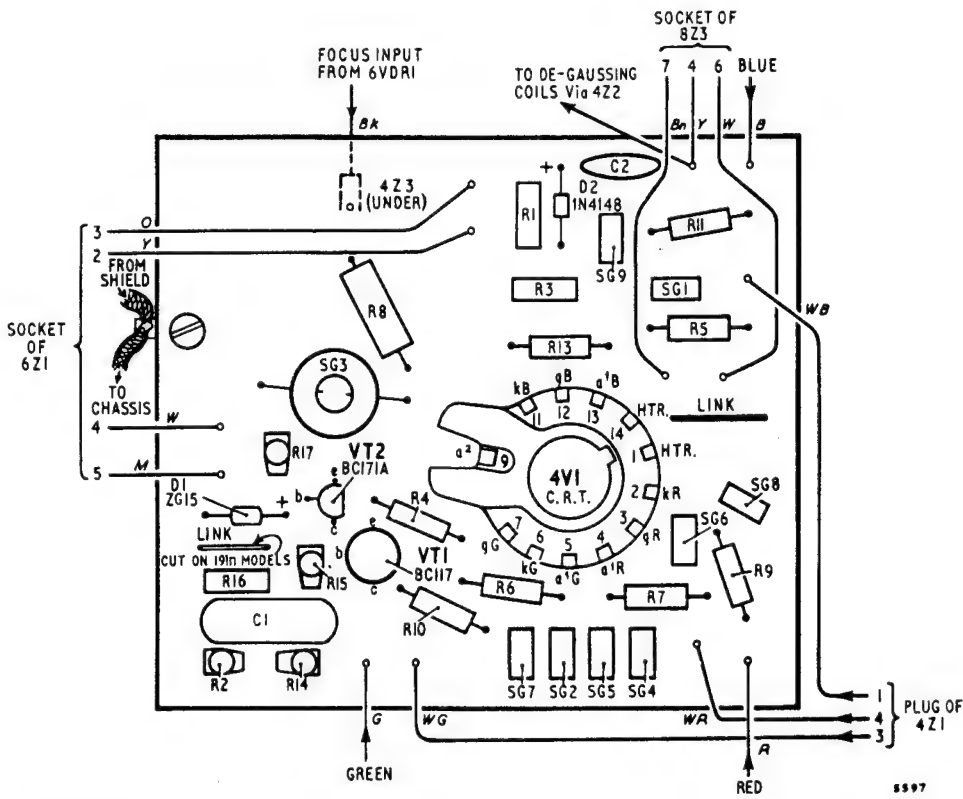 SOCKET OF
8Z3
7 4 6 BLUE
FOCUS INPUT
FROM 6VDR1
TO DE-GAUSSING
COILS Via 4Z2
Bk
Bn Y W B
4Z3
(UNDER)
+
C2
D2
1N4148
R1
SG9
R11
3 O
2 Y
FROM
SHIELD
SOCKET
OF
6Z1
TO
CHASSIS
4 W
5 M
R8
R3
SG1
R5
WB
R13
SG3
LINK
kB
11
gB
12
a¹B
13
HTR.
14
1
HTR.
2
kR
3
gR
4
a¹R
5
a¹G
6
kG
7
gG
a²
9
4V1
C.R.T.
R17
VT2
BC171A
e
b
c
D1
ZG15
+
LINK
CUT ON 19in MODELS
R16
R15
R4
e
b
c
VT1
BC117
SG8
SG6
R9
R6
R7
R10
C1
R2
R14
SG7
SG2
SG5
SG4
G
WG
WR
R
1
4
3
PLUG OF
4Z1
GREEN
RED
5597